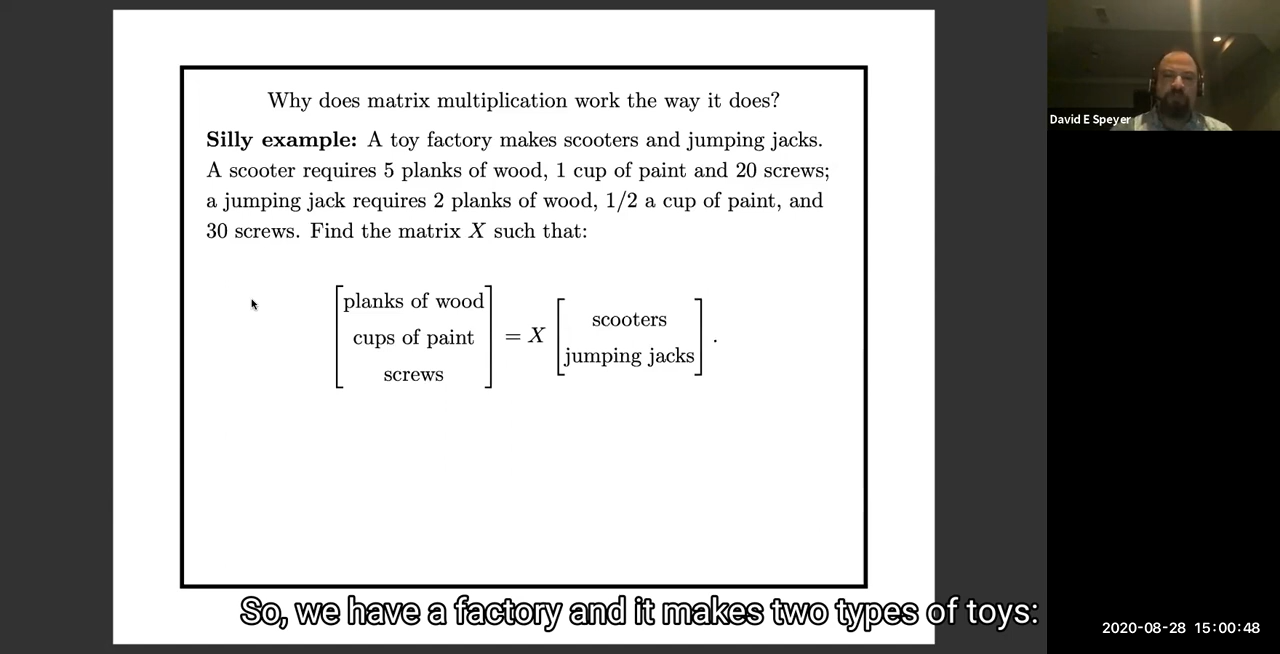 Why does matrix multiplication work the way it does?
Silly example: A toy factory makes scooters and jumping jacks.
A scooter requires 5 planks of wood, 1 cup of paint and 20 screws;
a jumping jack requires 2 planks of wood, 1/2 a cup of paint, and
30 screws. Find the matrix X such that:
planks of wood
cups of paint
screws
= X
scooters
jumping jacks
.
So, we have a factory and it makes two types of toys:
David E Speyer
2020-08-28 15:00:48